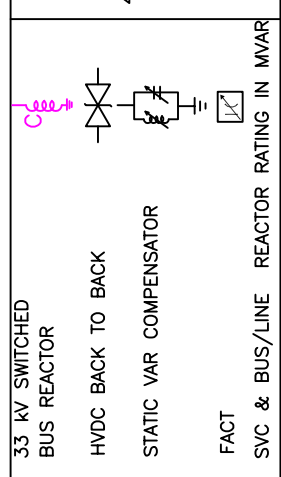 33 kV SWITCHED
BUS REACTOR
HVDC BACK TO BACK
STATIC VAR COMPENSATOR
FACT
SVC & BUS/LINE REACTOR RATING IN MVAR